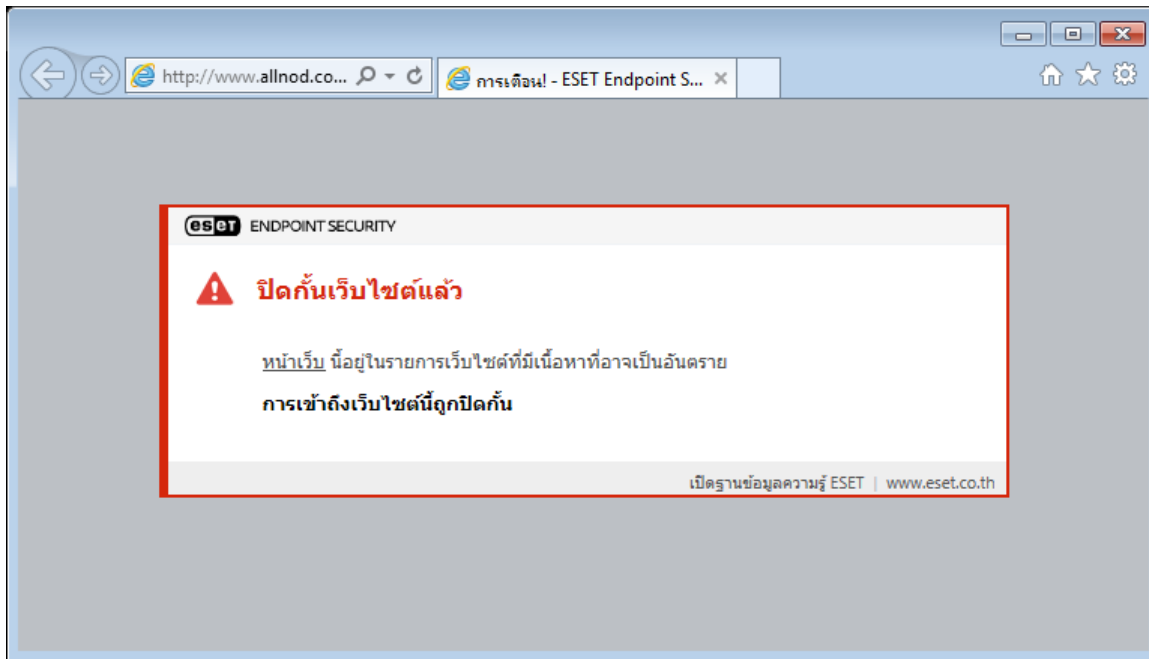 http://www.allnod.co...
การเตือน! - ESET Endpoint S...
eset ENDPOINT SECURITY
ปิดกั้นเว็บไซต์แล้ว
หน้าเว็บ นี้อยู่ในรายการเว็บไซต์ที่มีเนื้อหาที่อาจเป็นอันตราย
การเข้าถึงเว็บไซต์นี้ถูกปิดกั้น
เปิดฐานข้อมูลความรู้ ESET | www.eset.co.th